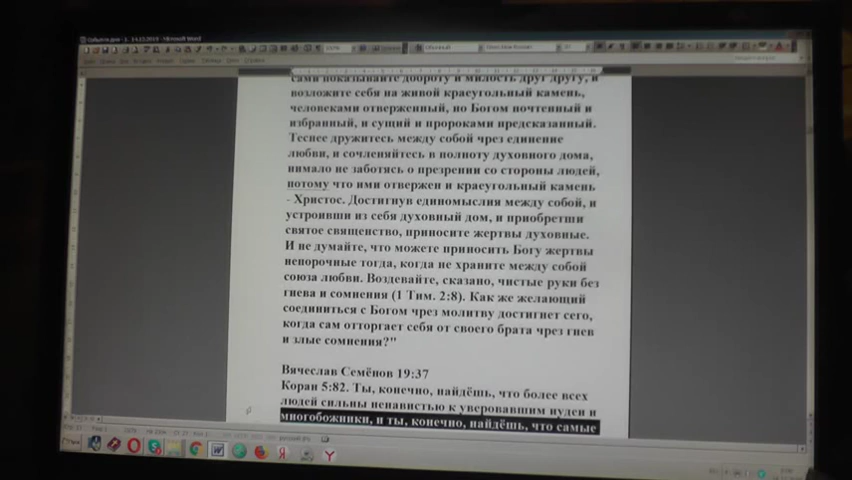 сами показывайте доброту и милость друг другу, и
возложите себя на живой краеугольный камень,
человеками отверженный, но Богом почтенный и
избранный, и сущий и пророками предсказанный.
Теснее дружитесь между собой чрез единение
любви, и сочленяйтесь в полноту духовного дома,
нимало не заботясь о презрении со стороны людей,
потому что ими отвержен и краеугольный камень
- Христос. Достигнув единомыслия между собой, и
устроивши из себя духовный дом, и приобретши
святое священство, приносите жертвы духовные.
И не думайте, что можете приносить Богу жертвы
непорочные тогда, когда не храните между собой
союза любви. Воздевайте, сказано, чистые руки без
гнева и сомнения (1 Тим. 2:8). Как же желающий
соединиться с Богом чрез молитву достигнет сего,
когда сам отторгает себя от своего брата чрез гнев
и злые сомнения?"
Вячеслав Семёнов 19:37
Коран 5:82. Ты, конечно, найдёшь, что более всех
людей сильны ненавистью к уверовавшим иудеи и
многобожники, и ты, конечно, найдёшь, что самые